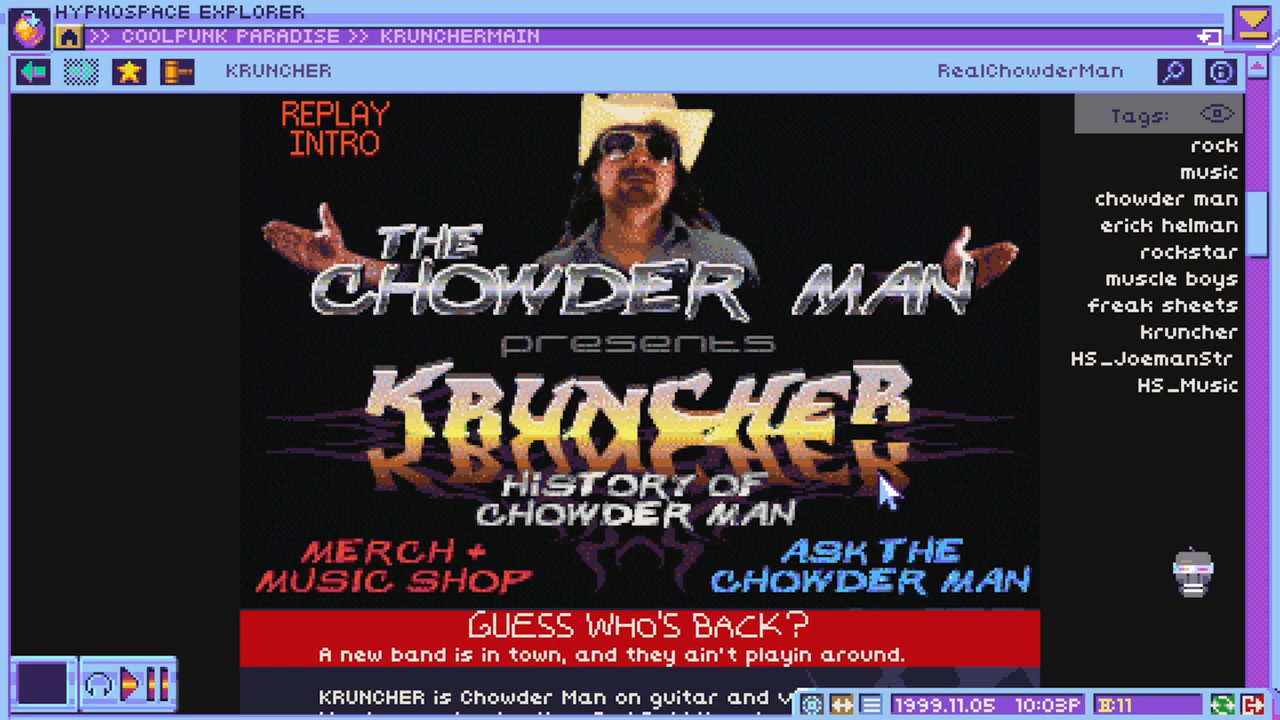 HYPNOSPACE EXPLORER
>> COOLPUNK PARADISE >> KRUNCHERMAIN
KRUNCHER
RealChowderMan
REPLAY
INTRO
Tags:
rock
music
chowder man
erick helman
rockstar
muscle boys
freak sheets
kruncher
HS_JoemanStr
HS_Music
THE
CHOWDER MAN
presents
KRUNCHER
HISTORY OF
CHOWDER MAN
MERCH +
MUSIC SHOP
ASK THE
CHOWDER MAN
GUESS WHO'S BACK?
A new band is in town, and they ain't playin around.
KRUNCHER is Chowder Man on guitar and
1999.11.05 10:03P
11